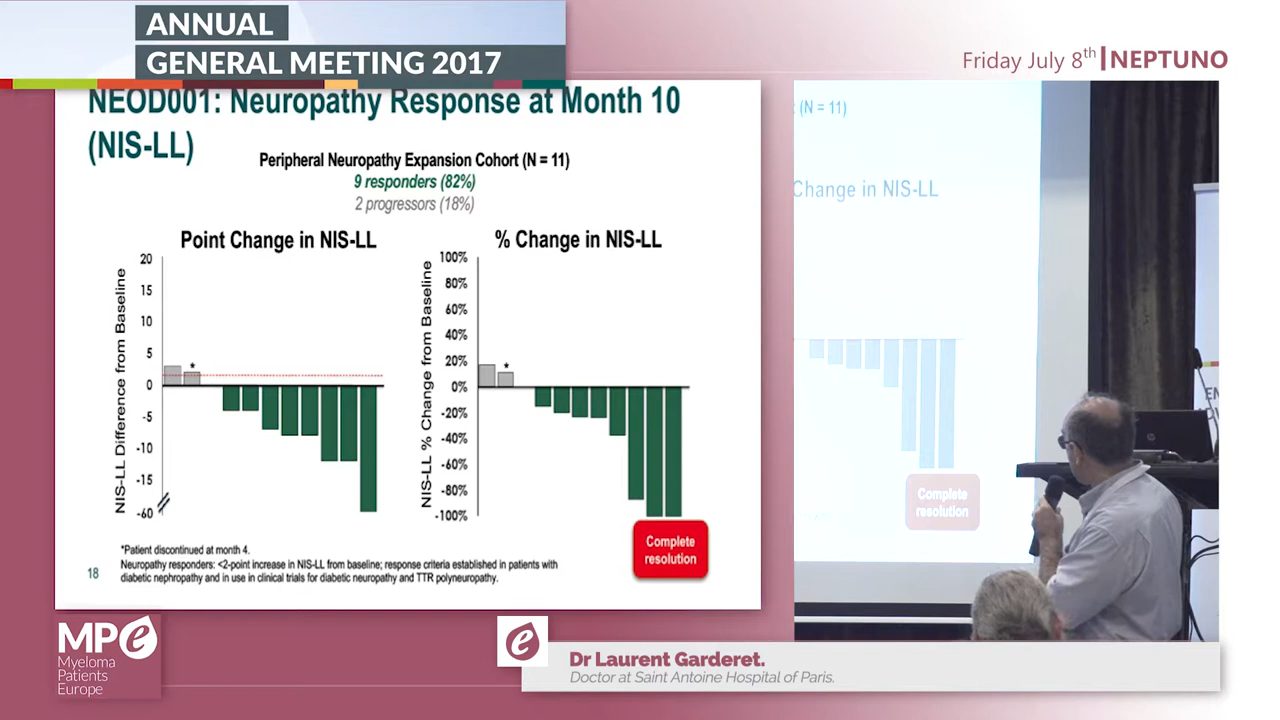 ANNUAL
GENERAL MEETING 2017
Friday July 8th | NEPTUNO
NEOD001: Neuropathy Response at Month 10
(NIS-LL)
Peripheral Neuropathy Expansion Cohort (N = 11)
9 responders (82%)
2 progressors (18%)
Point Change in NIS-LL
NIS-LL Difference from Baseline
20
15
10
5
0
-5
-10
-15
-60
*
% Change in NIS-LL
NIS-LL % Change from Baseline
100%
80%
60%
40%
20%
0%
-20%
-40%
-60%
-80%
-100%
*
Complete
resolution
*Patient discontinued at month 4.
Neuropathy responders: <2-point increase in NIS-LL from baseline; response criteria established in patients with
diabetic nephropathy and in use in clinical trials for diabetic neuropathy and TTR polyneuropathy.
18
(N = 11)
Change in NIS-LL
Complete
resolution
MPe
Myeloma
Patients
Europe
e
Dr Laurent Garderet.
Doctor at Saint Antoine Hospital of Paris.